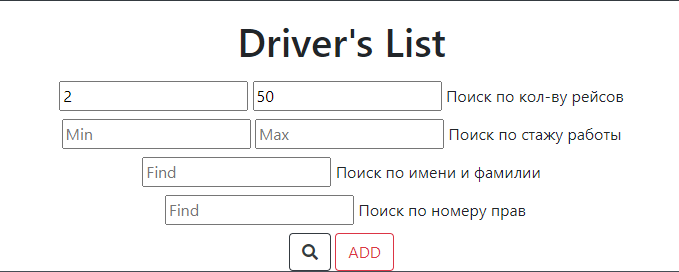 Driver's List
2 50 Поиск по кол-ву рейсов
Min Max Поиск по стажу работы
Find Поиск по имени и фамилии
Find Поиск по номеру прав
ADD